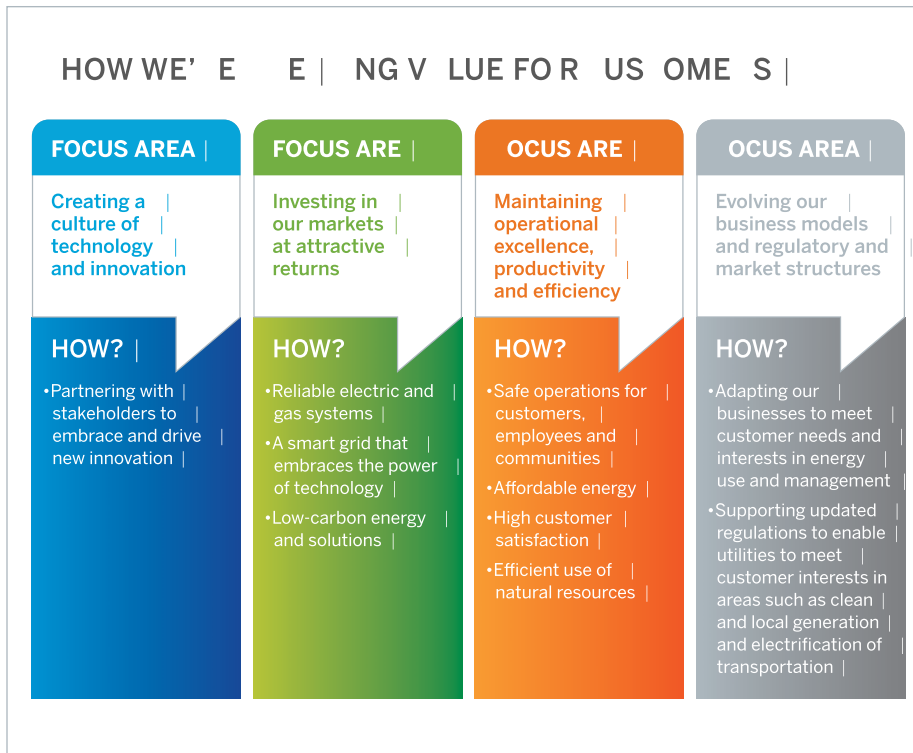 HOW WE' E E | NG V LUE FO R US OME S |
FOCUS AREA |
Creating a |
culture of |
technology |
and innovation
HOW? |
•Partnering with |
stakeholders to |
embrace and drive |
new innovation |
FOCUS ARE |
Investing in |
our markets |
at attractive |
returns
HOW?
•Reliable electric and |
gas systems |
•A smart grid that |
embraces the power |
of technology |
•Low-carbon energy |
and solutions |
OCUS ARE |
Maintaining |
operational |
excellence, |
productivity |
and efficiency
HOW?
•Safe operations for |
customers, |
employees and |
communities |
•Affordable energy |
•High customer |
satisfaction |
•Efficient use of |
natural resources |
OCUS AREA |
Evolving our |
business models |
and regulatory and |
market structures
HOW?
•Adapting our |
businesses to meet |
customer needs and |
interests in energy |
use and management |
•Supporting updated |
regulations to enable |
utilities to meet |
customer interests in
areas such as clean |
and local generation |
and electrification of |
transportation |